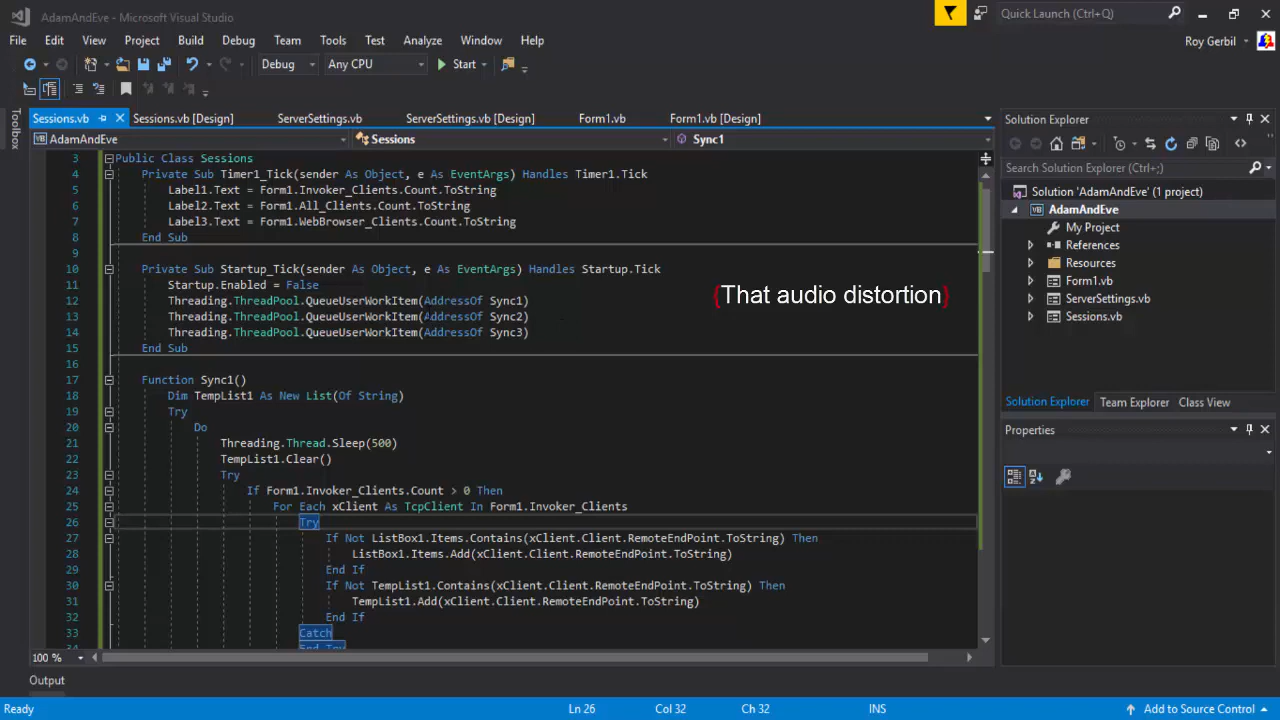 AdamAndEve - Microsoft Visual Studio
Quick Launch (Ctrl+Q)
File Edit View Project Build Debug Team Tools Test Analyze Window Help
Roy Gerbil
Debug Any CPU Start
Toolbox
Sessions.vb Sessions.vb [Design] ServerSettings.vb ServerSettings.vb [Design] Form1.vb Form1.vb [Design]
AdamAndEve Sessions Sync1
3 Public Class Sessions
4 Private Sub Timer1_Tick(sender As Object, e As EventArgs) Handles Timer1.Tick
5 Label1.Text = Form1.Invoker_Clients.Count.ToString
6 Label2.Text = Form1.All_Clients.Count.ToString
7 Label3.Text = Form1.WebBrowser_Clients.Count.ToString
8 End Sub
9
10 Private Sub Startup_Tick(sender As Object, e As EventArgs) Handles Startup.Tick
11 Startup.Enabled = False
12 Threading.ThreadPool.QueueUserWorkItem(AddressOf Sync1)
13 Threading.ThreadPool.QueueUserWorkItem(AddressOf Sync2)
14 Threading.ThreadPool.QueueUserWorkItem(AddressOf Sync3)
15 End Sub
16
17 Function Sync1()
18 Dim TempList1 As New List(Of String)
19 Try
20 Do
21 Threading.Thread.Sleep(500)
22 TempList1.Clear()
23 Try
24 If Form1.Invoker_Clients.Count > 0 Then
25 For Each xClient As TcpClient In Form1.Invoker_Clients
26 Try
27 If Not ListBox1.Items.Contains(xClient.Client.RemoteEndPoint.ToString) Then
28 ListBox1.Items.Add(xClient.Client.RemoteEndPoint.ToString)
29 End If
30 If Not TempList1.Contains(xClient.Client.RemoteEndPoint.ToString) Then
31 TempList1.Add(xClient.Client.RemoteEndPoint.ToString)
32 End If
33 Catch
34 End Try
(That audio distortion)
100 %
Output
Solution Explorer
Search Solution Explorer (Ctrl+;)
Solution 'AdamAndEve' (1 project)
AdamAndEve
My Project
References
Resources
Form1.vb
ServerSettings.vb
Sessions.vb
Solution Explorer Team Explorer Class View
Properties
Ready Ln 26 Col 32 Ch 32 INS Add to Source Control